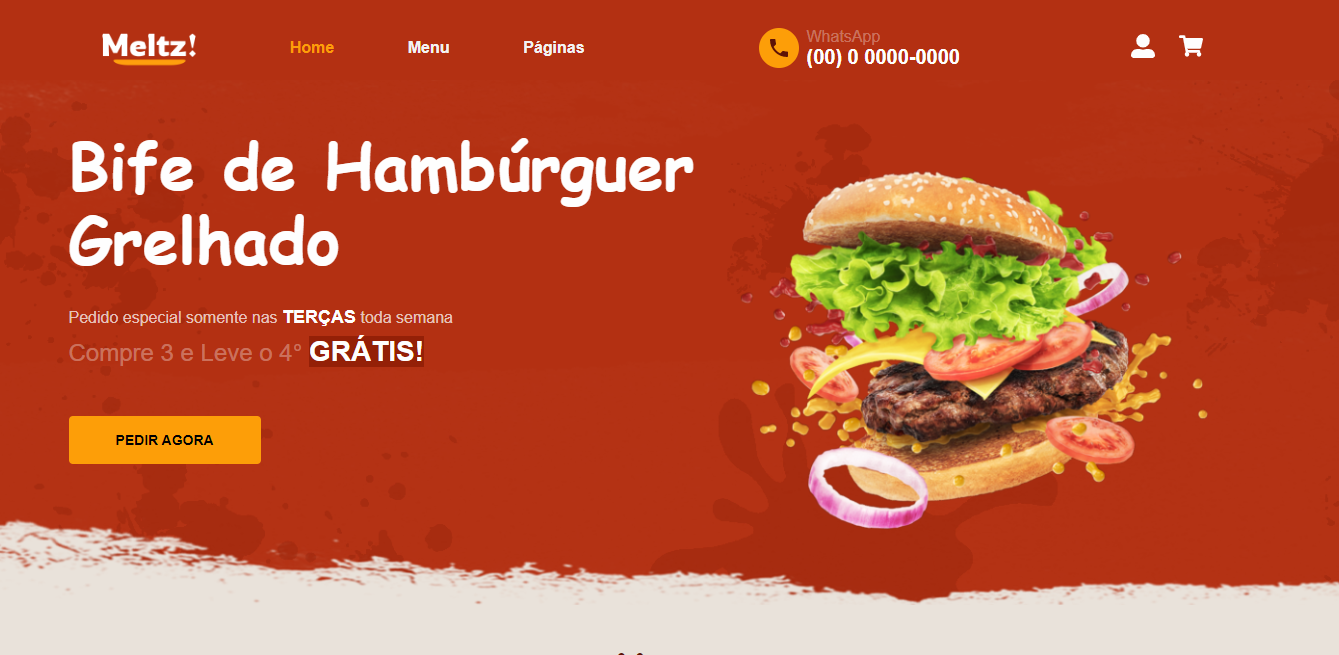 Meltz!
Home
Menu
Páginas
WhatsApp
(00) 0 0000-0000
Bife de Hambúrguer
Grelhado
Pedido especial somente nas TERÇAS toda semana
Compre 3 e Leve o 4° GRÁTIS!
PEDIR AGORA